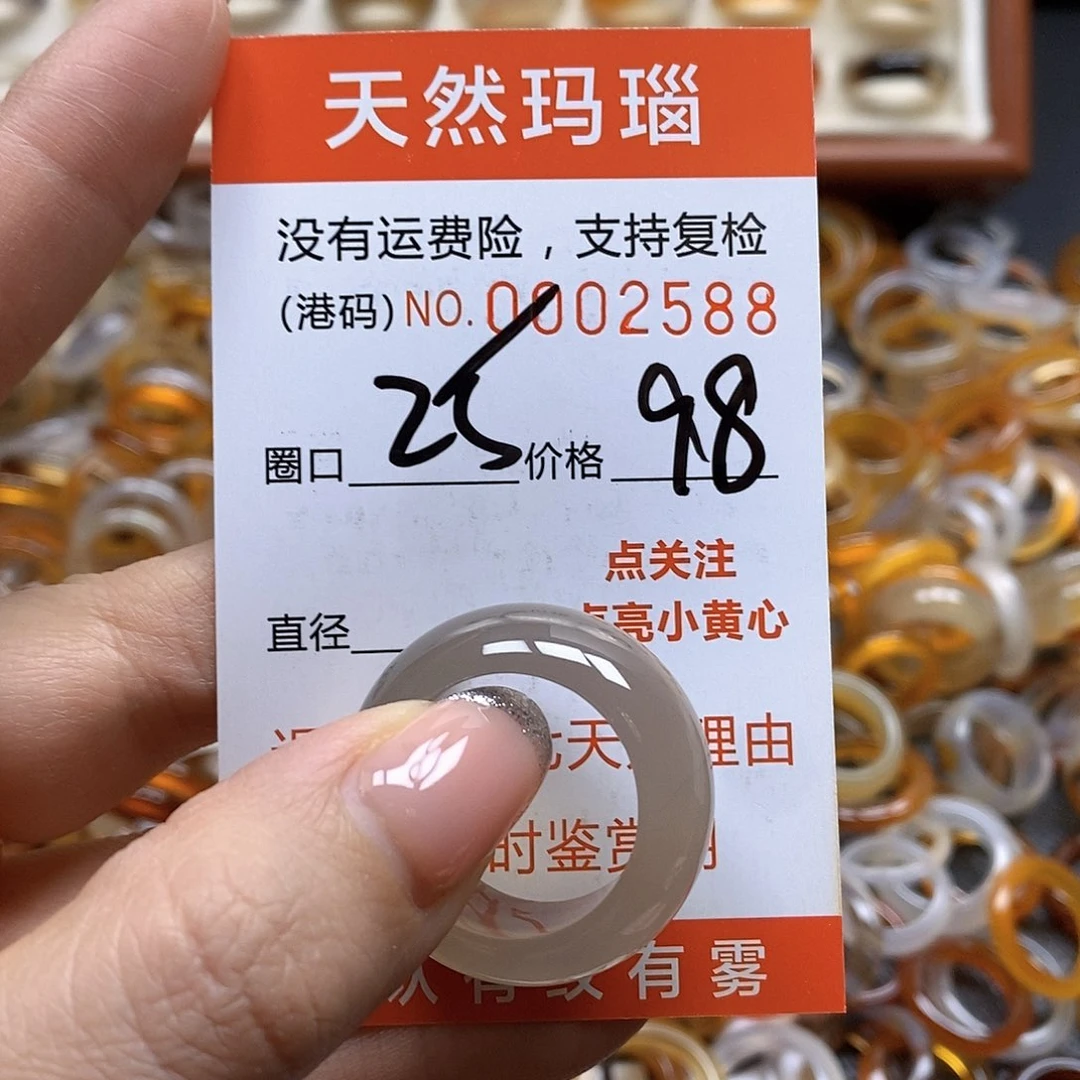 天然玛瑙
没有运费险，支持复检
(港码) NO. 0002588
圈口 25 价格 98
点关注
亮小黄心
直径
天 理由
时鉴赏
有 雾